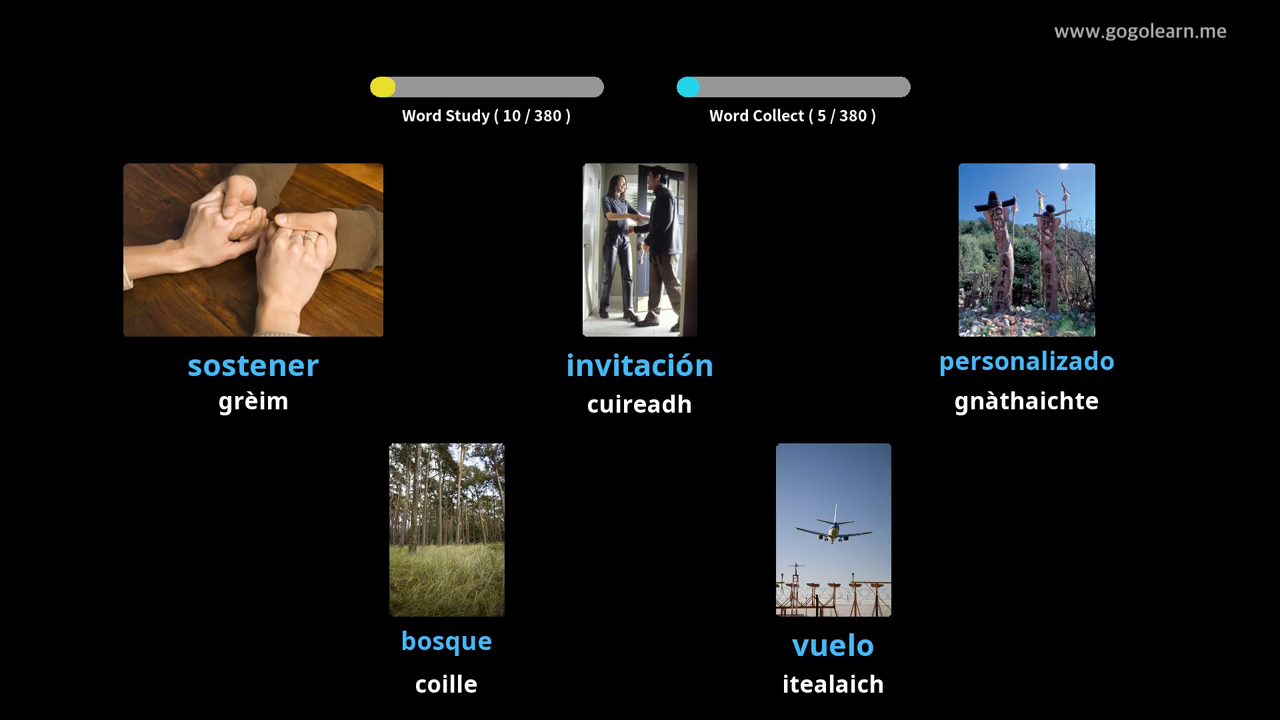 www.gogolearn.me
Word Study ( 10 / 380 )
Word Collect ( 5 / 380 )
sostener
grèim
invitación
cuireadh
personalizado
gnàthaichte
bosque
coille
vuelo
itealaich